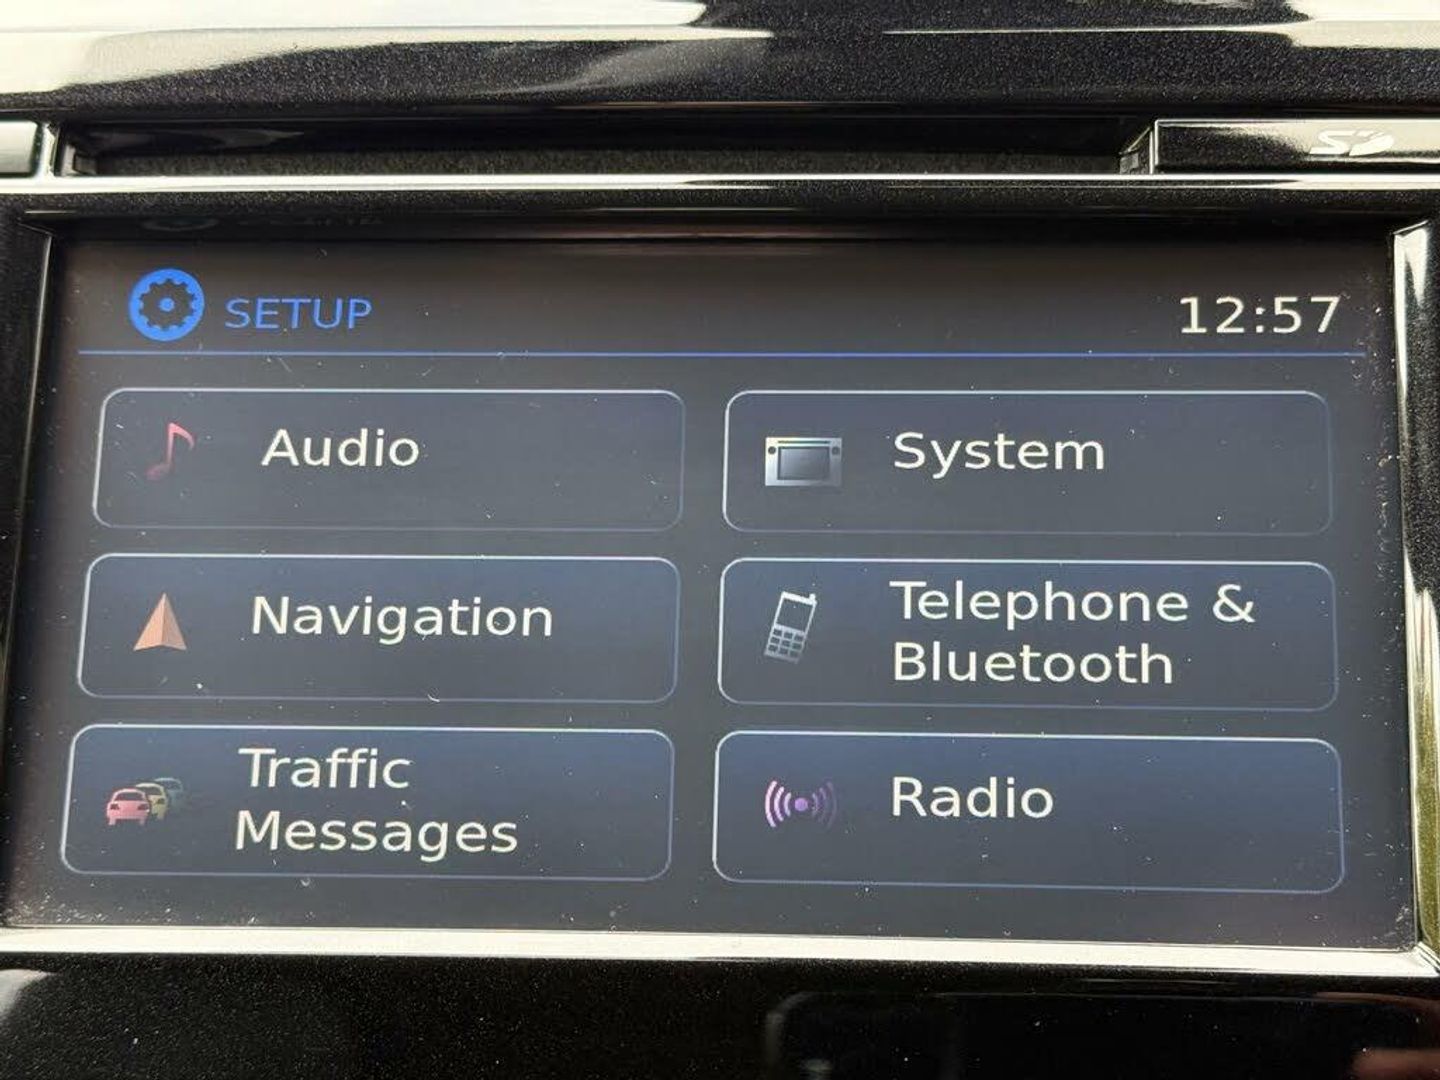 SD
SETUP
12:57
Audio
System
Navigation
Telephone &
Bluetooth
Traffic
Messages
Radio